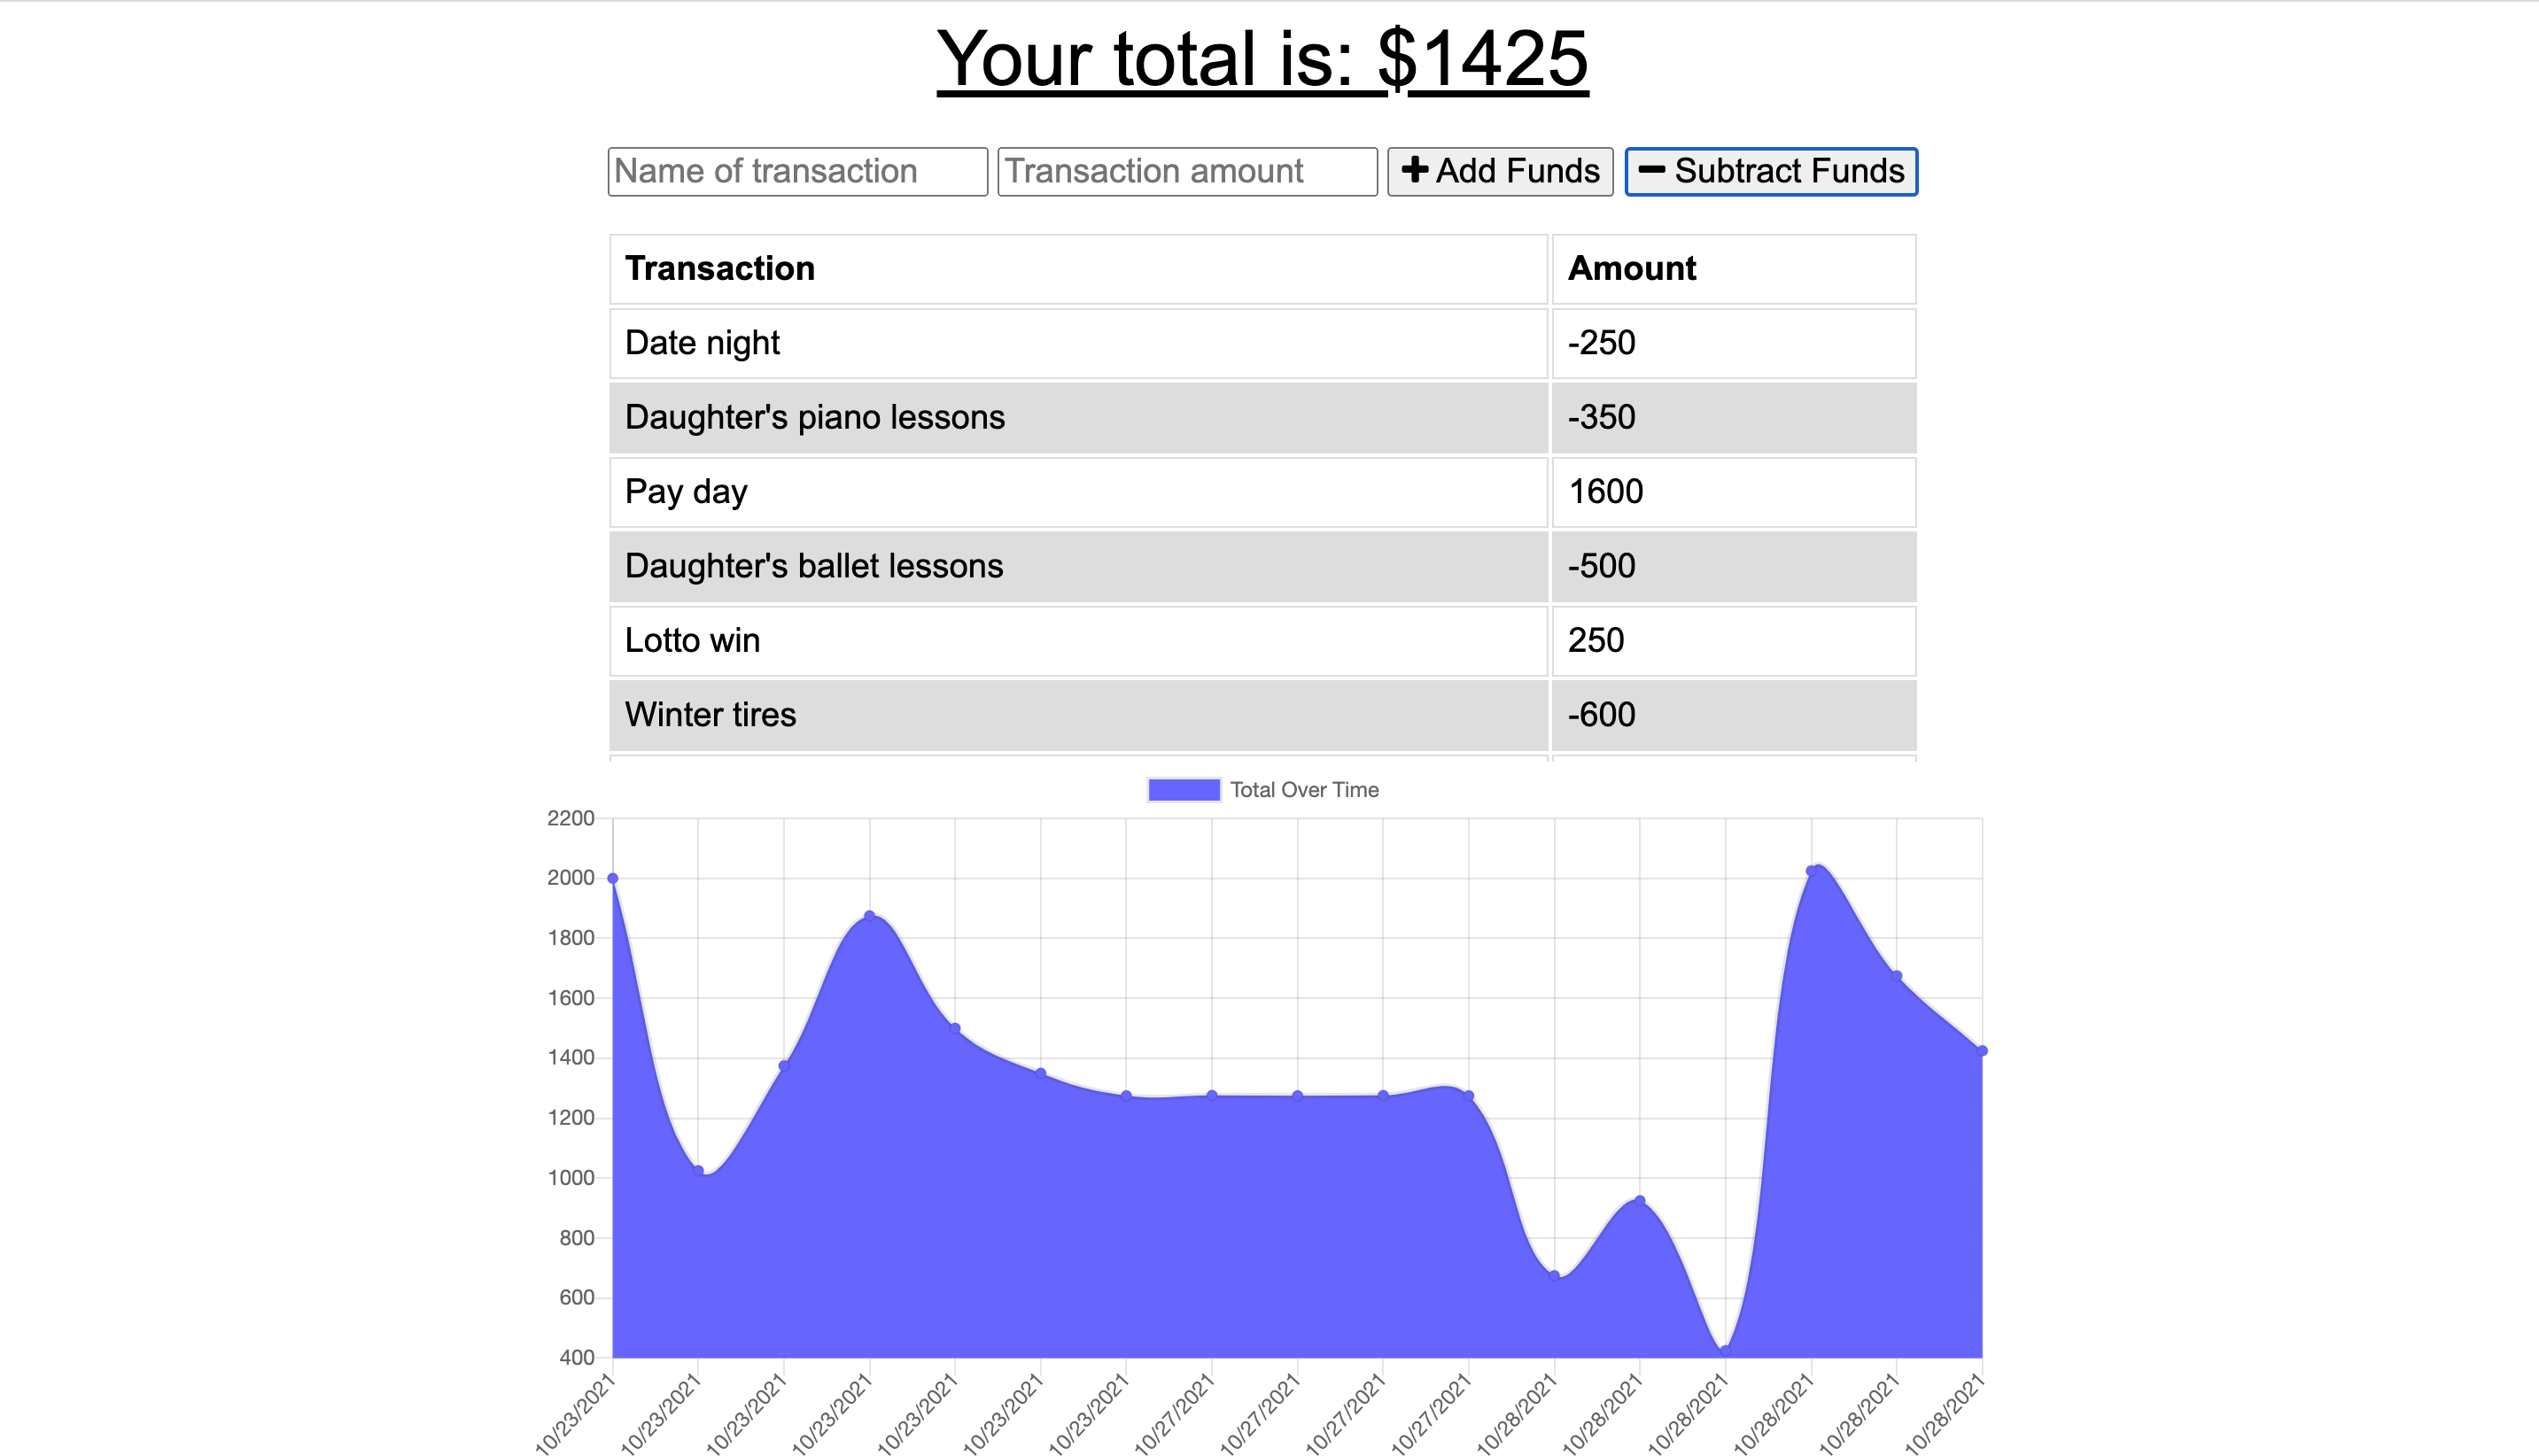 Your total is: $1425
Name of transaction Transaction amount + Add Funds − Subtract Funds
Transaction Amount
Date night -250
Daughter's piano lessons -350
Pay day 1600
Daughter's ballet lessons -500
Lotto win 250
Winter tires -600
Total Over Time
2200
2000
1800
1600
1400
1200
1000
800
600
400
10/23/2021 10/23/2021 10/23/2021 10/23/2021 10/23/2021 10/23/2021 10/23/2021 10/27/2021 10/27/2021 10/27/2021 10/27/2021 10/28/2021 10/28/2021 10/28/2021 10/28/2021 10/28/2021 10/28/2021